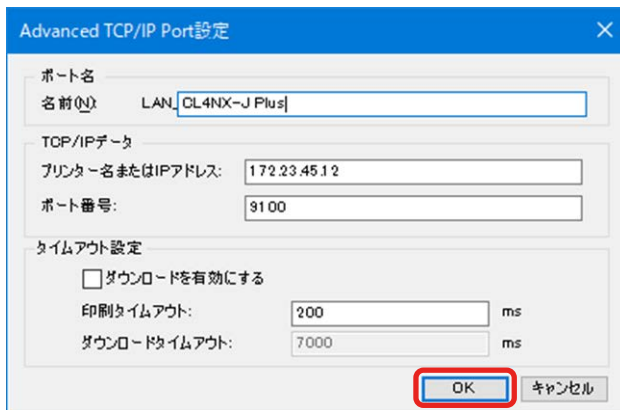 Advanced TCP/IP Port設定
ポート名
名前(N): LAN_ CL4NX-J Plus
TCP/IPデータ
プリンター名またはIPアドレス: 172.23.45.12
ポート番号: 9100
タイムアウト設定
ダウンロードを有効にする
印刷タイムアウト: 200 ms
ダウンロードタイムアウト: 7000 ms
OK キャンセル